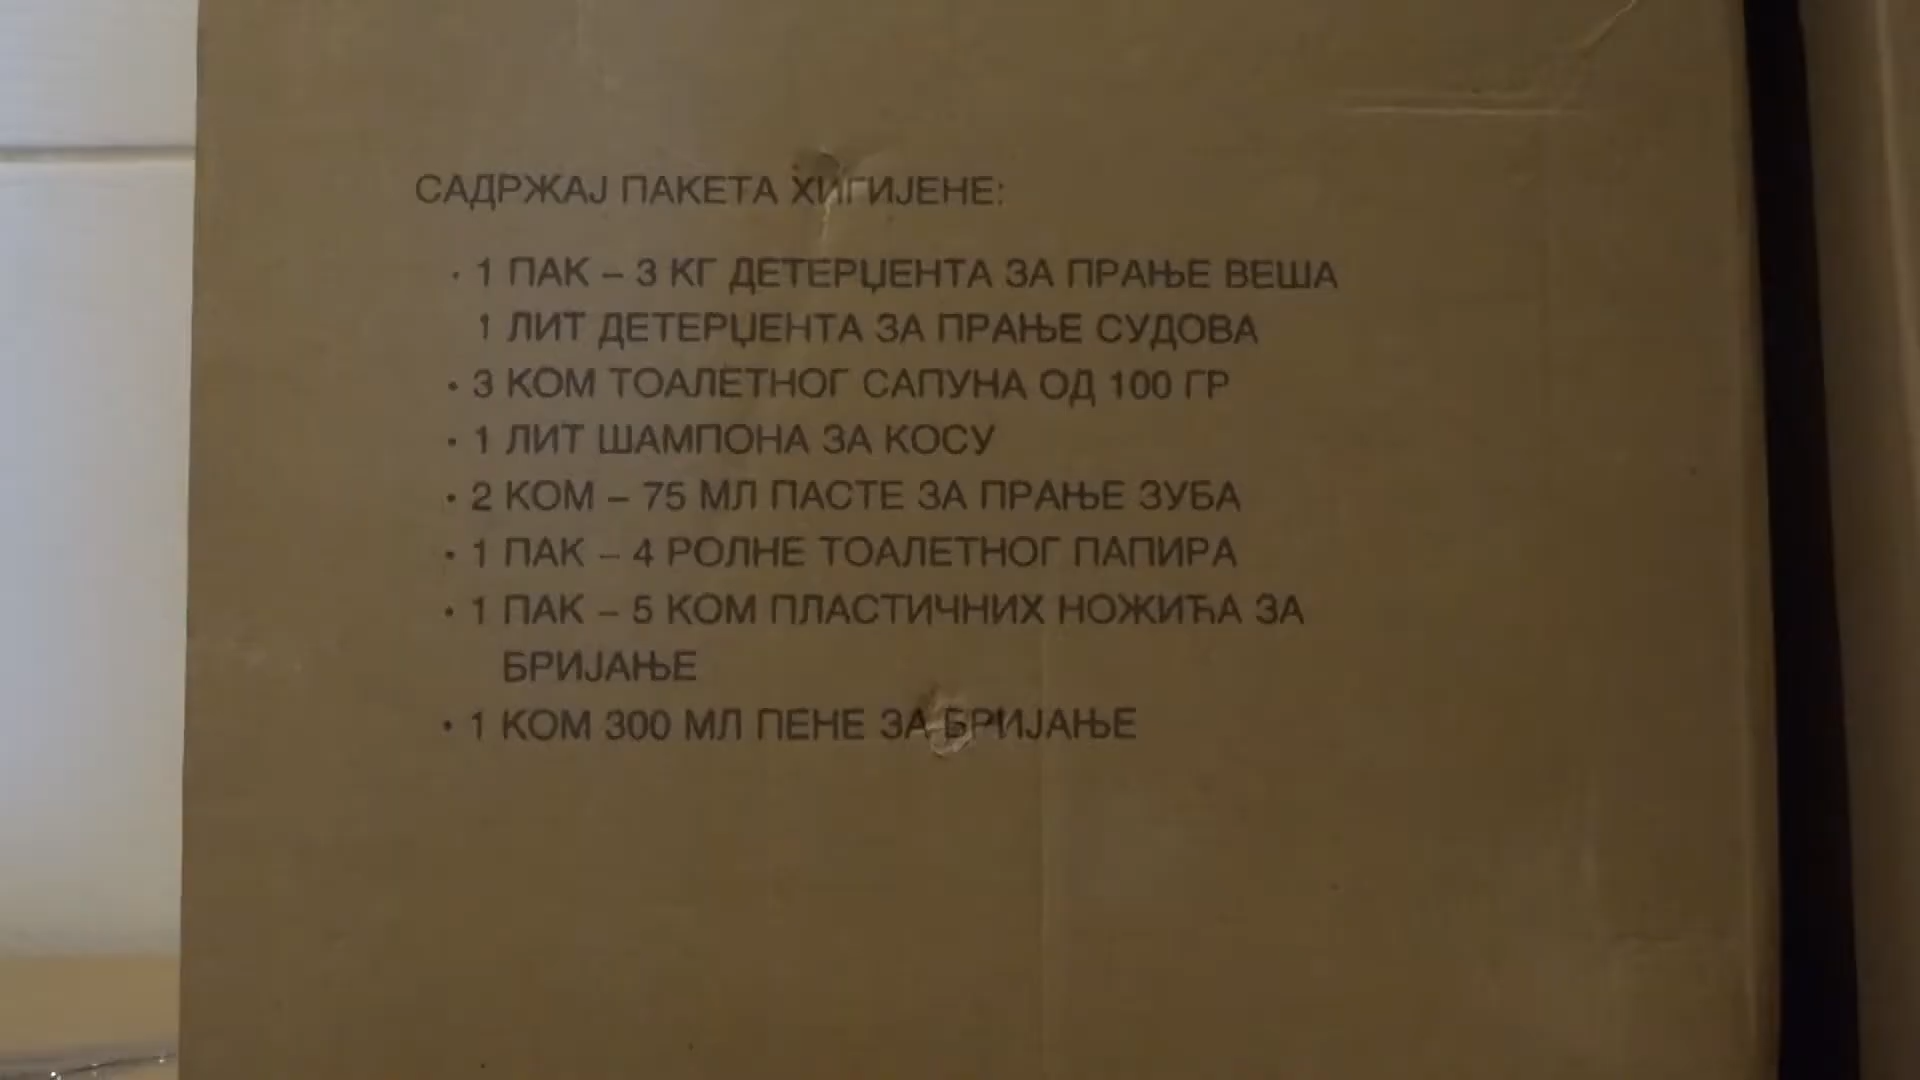 САДРЖАЈ ПАКЕТА ХИГИЈЕНЕ:
· 1 ПАК – 3 КГ ДЕТЕРЏЕНТА ЗА ПРАЊЕ ВЕША
1 ЛИТ ДЕТЕРЏЕНТА ЗА ПРАЊЕ СУДОВА
• 3 КОМ ТОАЛЕТНОГ САПУНА ОД 100 ГР
• 1 ЛИТ ШАМПОНА ЗА КОСУ
• 2 КОМ – 75 МЛ ПАСТЕ ЗА ПРАЊЕ ЗУБА
• 1 ПАК – 4 РОЛНЕ ТОАЛЕТНОГ ПАПИРА
• 1 ПАК – 5 КОМ ПЛАСТИЧНИХ НОЖИЋА ЗА
БРИЈАЊЕ
• 1 КОМ 300 МЛ ПЕНЕ ЗА БРИЈАЊЕ